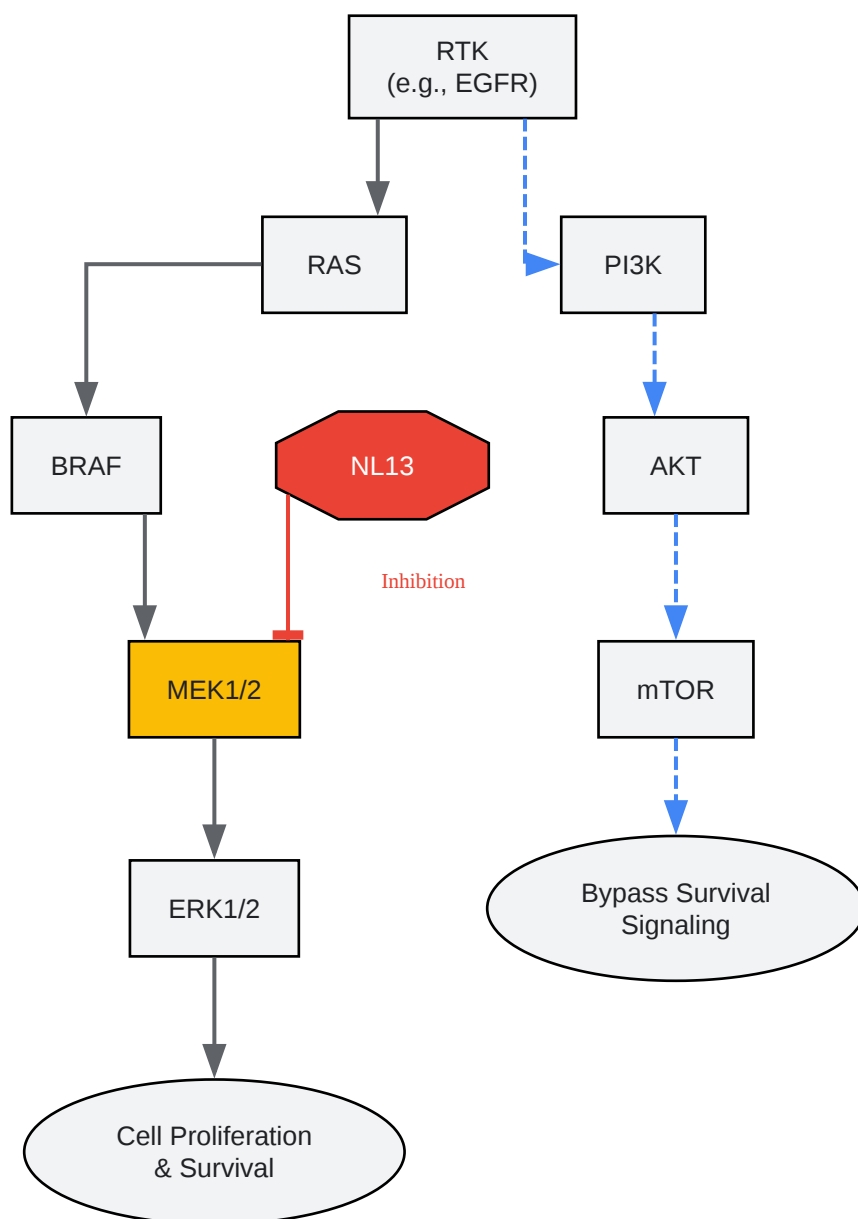 RTK
(e.g., EGFR)
RAS
PI3K
BRAF
NL13
AKT
Inhibition
MEK1/2
mTOR
ERK1/2
Bypass Survival
Signaling
Cell Proliferation
& Survival